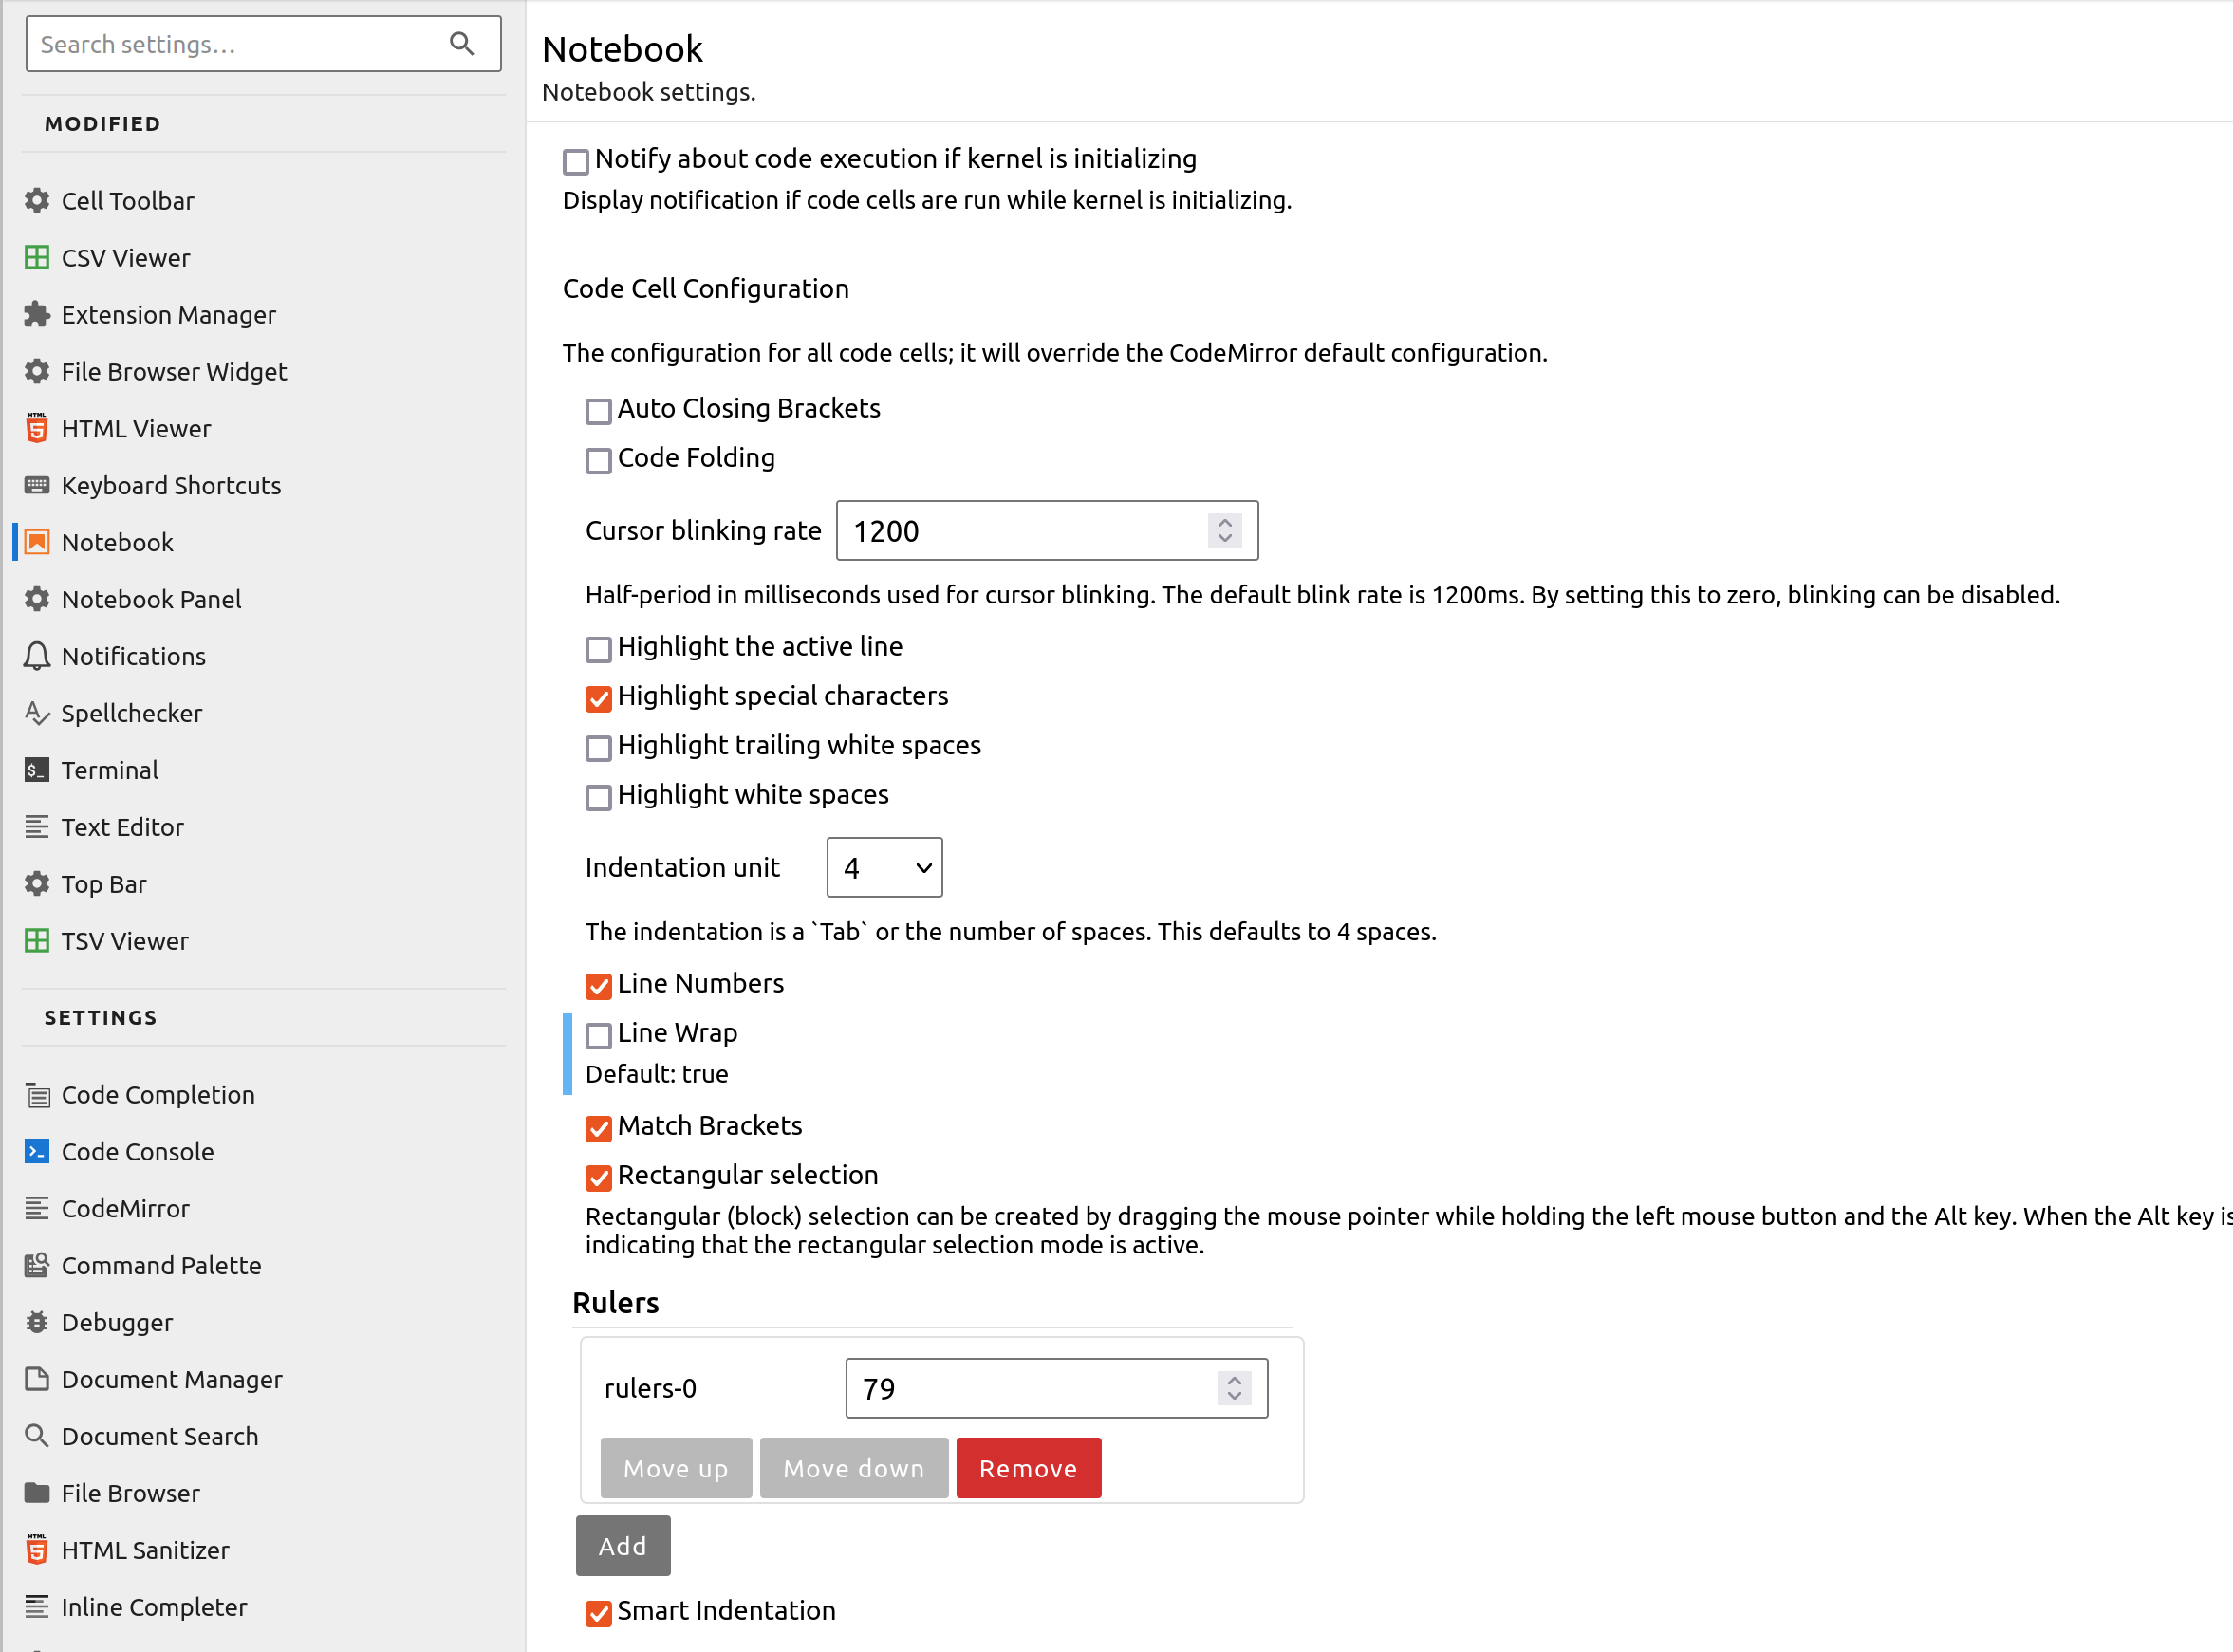 Search settings...
MODIFIED
Cell Toolbar
CSV Viewer
Extension Manager
File Browser Widget
HTML Viewer
Keyboard Shortcuts
Notebook
Notebook Panel
Notifications
Spellchecker
Terminal
Text Editor
Top Bar
TSV Viewer
SETTINGS
Code Completion
Code Console
CodeMirror
Command Palette
Debugger
Document Manager
Document Search
File Browser
HTML Sanitizer
Inline Completer
Notebook
Notebook settings.
Notify about code execution if kernel is initializing
Display notification if code cells are run while kernel is initializing.
Code Cell Configuration
The configuration for all code cells; it will override the CodeMirror default configuration.
Auto Closing Brackets
Code Folding
Cursor blinking rate 1200
Half-period in milliseconds used for cursor blinking. The default blink rate is 1200ms. By setting this to zero, blinking can be disabled.
Highlight the active line
Highlight special characters
Highlight trailing white spaces
Highlight white spaces
Indentation unit 4
The indentation is a `Tab` or the number of spaces. This defaults to 4 spaces.
Line Numbers
Line Wrap
Default: true
Match Brackets
Rectangular selection
Rectangular (block) selection can be created by dragging the mouse pointer while holding the left mouse button and the Alt key. When the Alt key is
indicating that the rectangular selection mode is active.
Rulers
rulers-0 79
Move up Move down Remove
Add
Smart Indentation